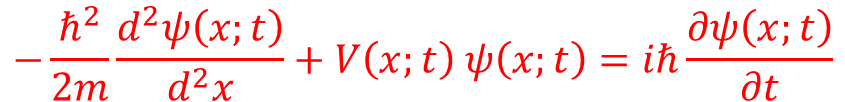 −ħ²/2m d²ψ(x;t)/d²x + V(x;t) ψ(x;t) = iħ ∂ψ(x;t)/∂t